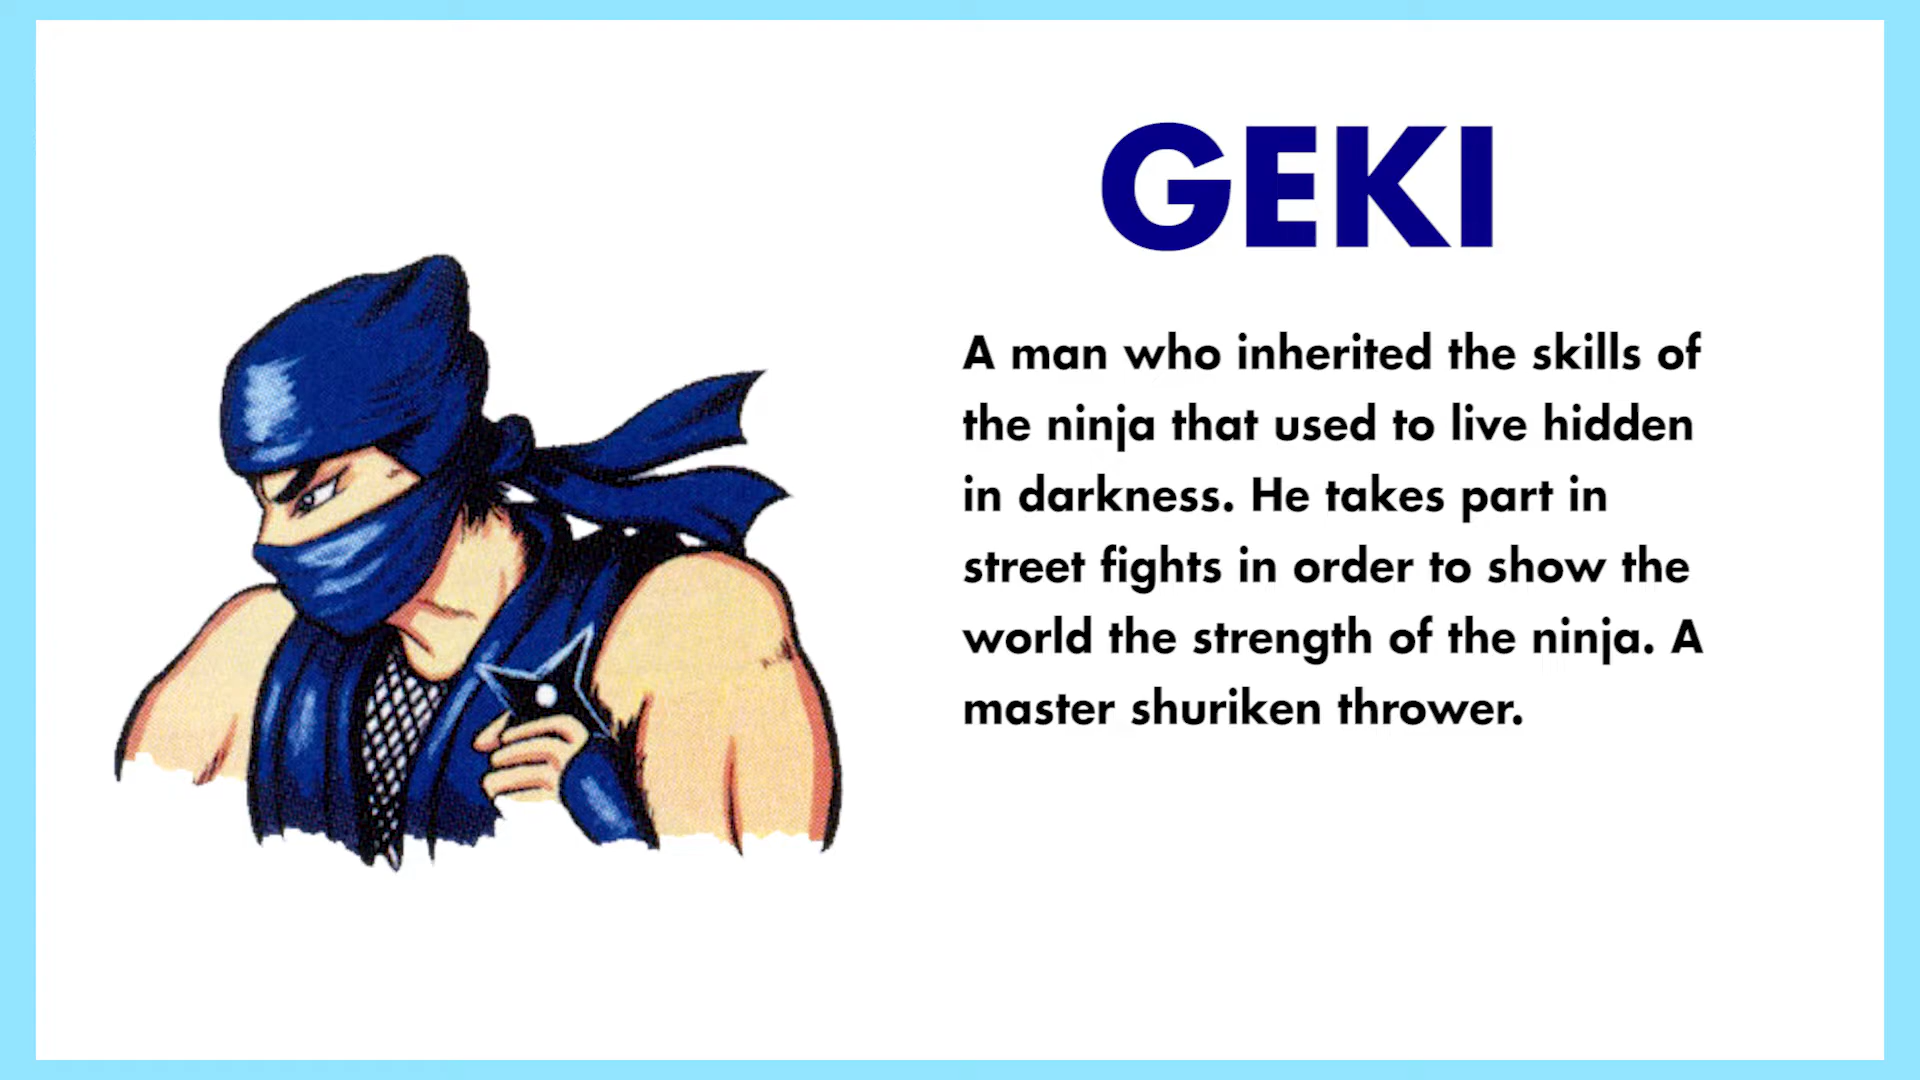 GEKI
A man who inherited the skills of
the ninja that used to live hidden
in darkness. He takes part in
street fights in order to show the
world the strength of the ninja. A
master shuriken thrower.